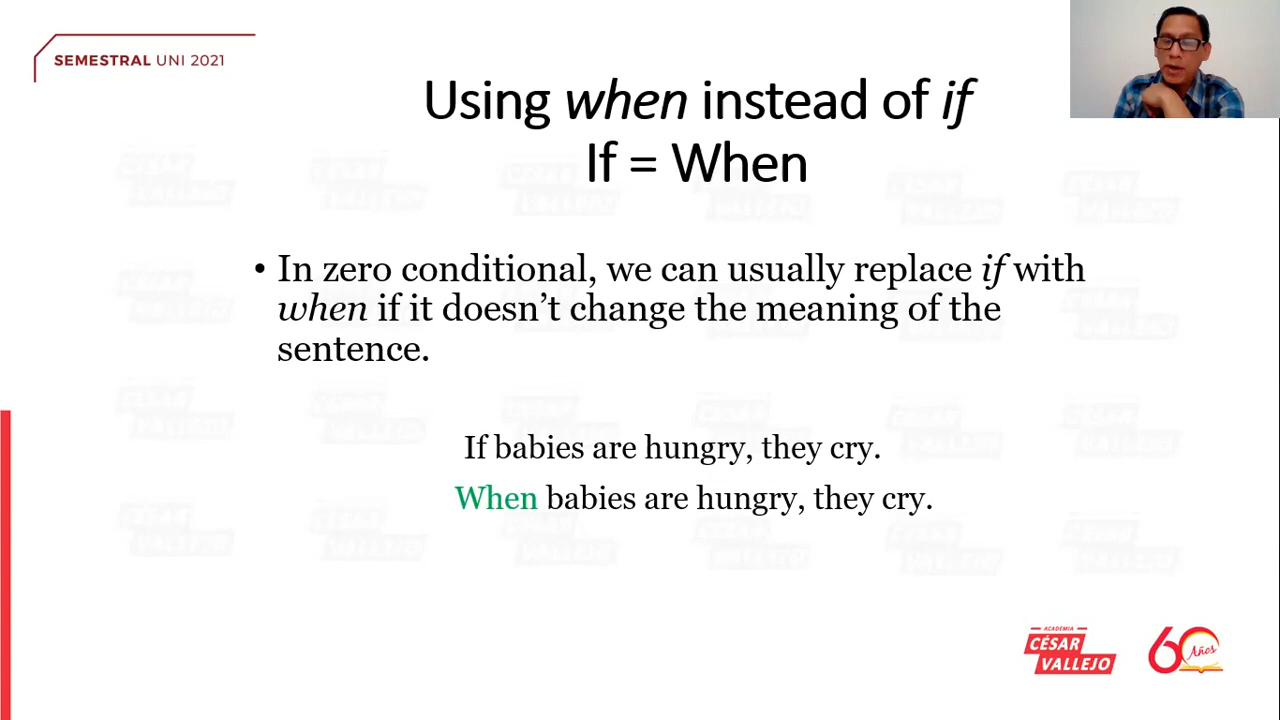 SEMESTRAL UNI 2021
Using when instead of if
If = When
• In zero conditional, we can usually replace if with
when if it doesn’t change the meaning of the
sentence.
If babies are hungry, they cry.
When babies are hungry, they cry.
ACADEMIA
CÉSAR
VALLEJO
60
Años